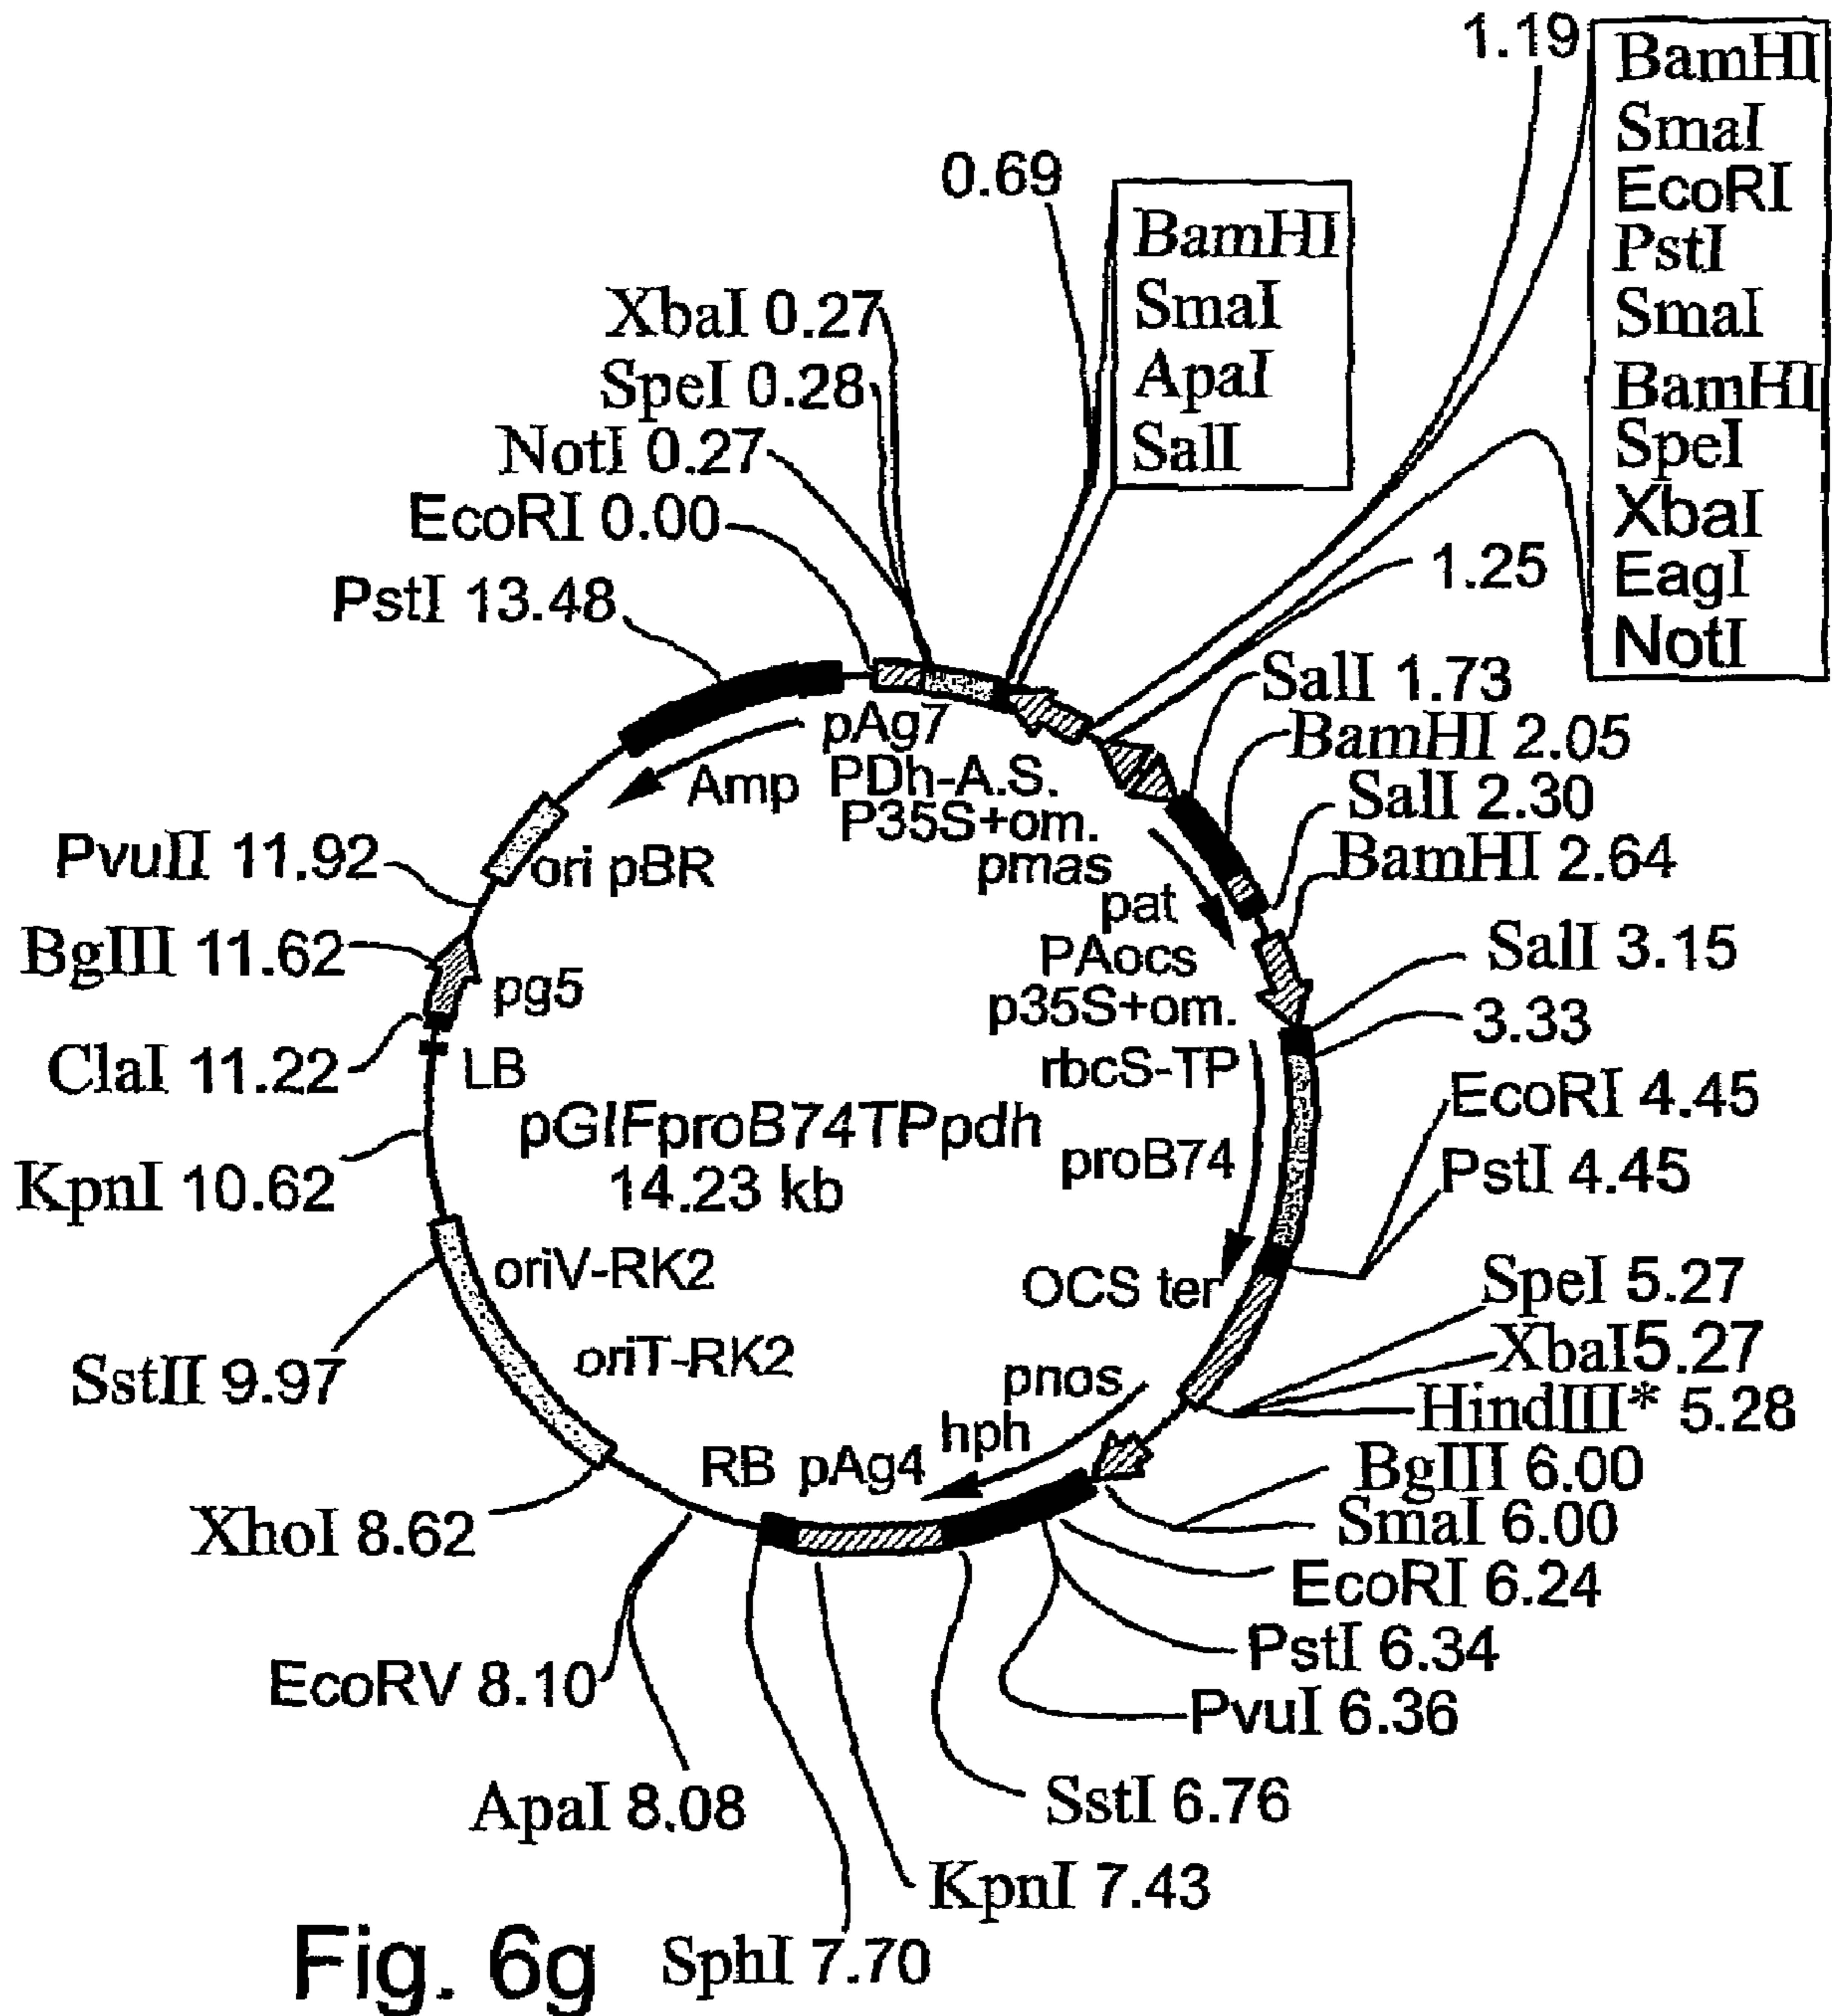 1.19
BamHI
SmaI
EcoRI
PstI
SmaI
BamHI
SpeI
XbaI
EagI
NotI
0.69
BamHI
SmaI
ApaI
SalI
XbaI 0.27
SpeI 0.28
NotI 0.27
EcoRI 0.00
PstI 13.48
1.25
SalI 1.73
BamHI 2.05
SalI 2.30
BamHI 2.64
SalI 3.15
3.33
EcoRI 4.45
PstI 4.45
SpeI 5.27
XbaI 5.27
HindIII* 5.28
BglII 6.00
SmaI 6.00
EcoRI 6.24
PstI 6.34
PvuI 6.36
SstI 6.76
KpnI 7.43
SphI 7.70
ApaI 8.08
EcoRV 8.10
XhoI 8.62
SstII 9.97
KpnI 10.62
ClaI 11.22
BglII 11.62
PvuII 11.92
pAg7
PDh-A.S.
P35S+om.
pmas
pat
PAocs
p35S+om.
rbcS-TP
proB74
OCS ter
pnos
hph
pAg4
RB
oriT-RK2
oriV-RK2
LB
pg5
ori pBR
Amp
pGIFproB74TPpdh
14.23 kb
Fig. 6g